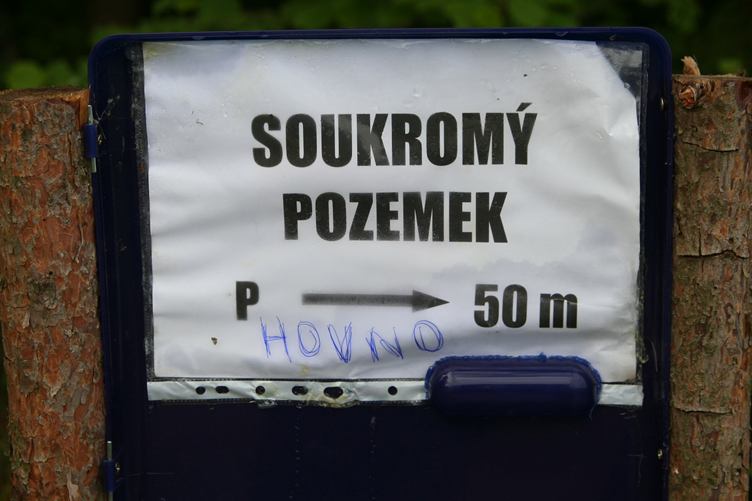 SOUKROMÝ
POZEMEK
P → 50 m
HOVNO